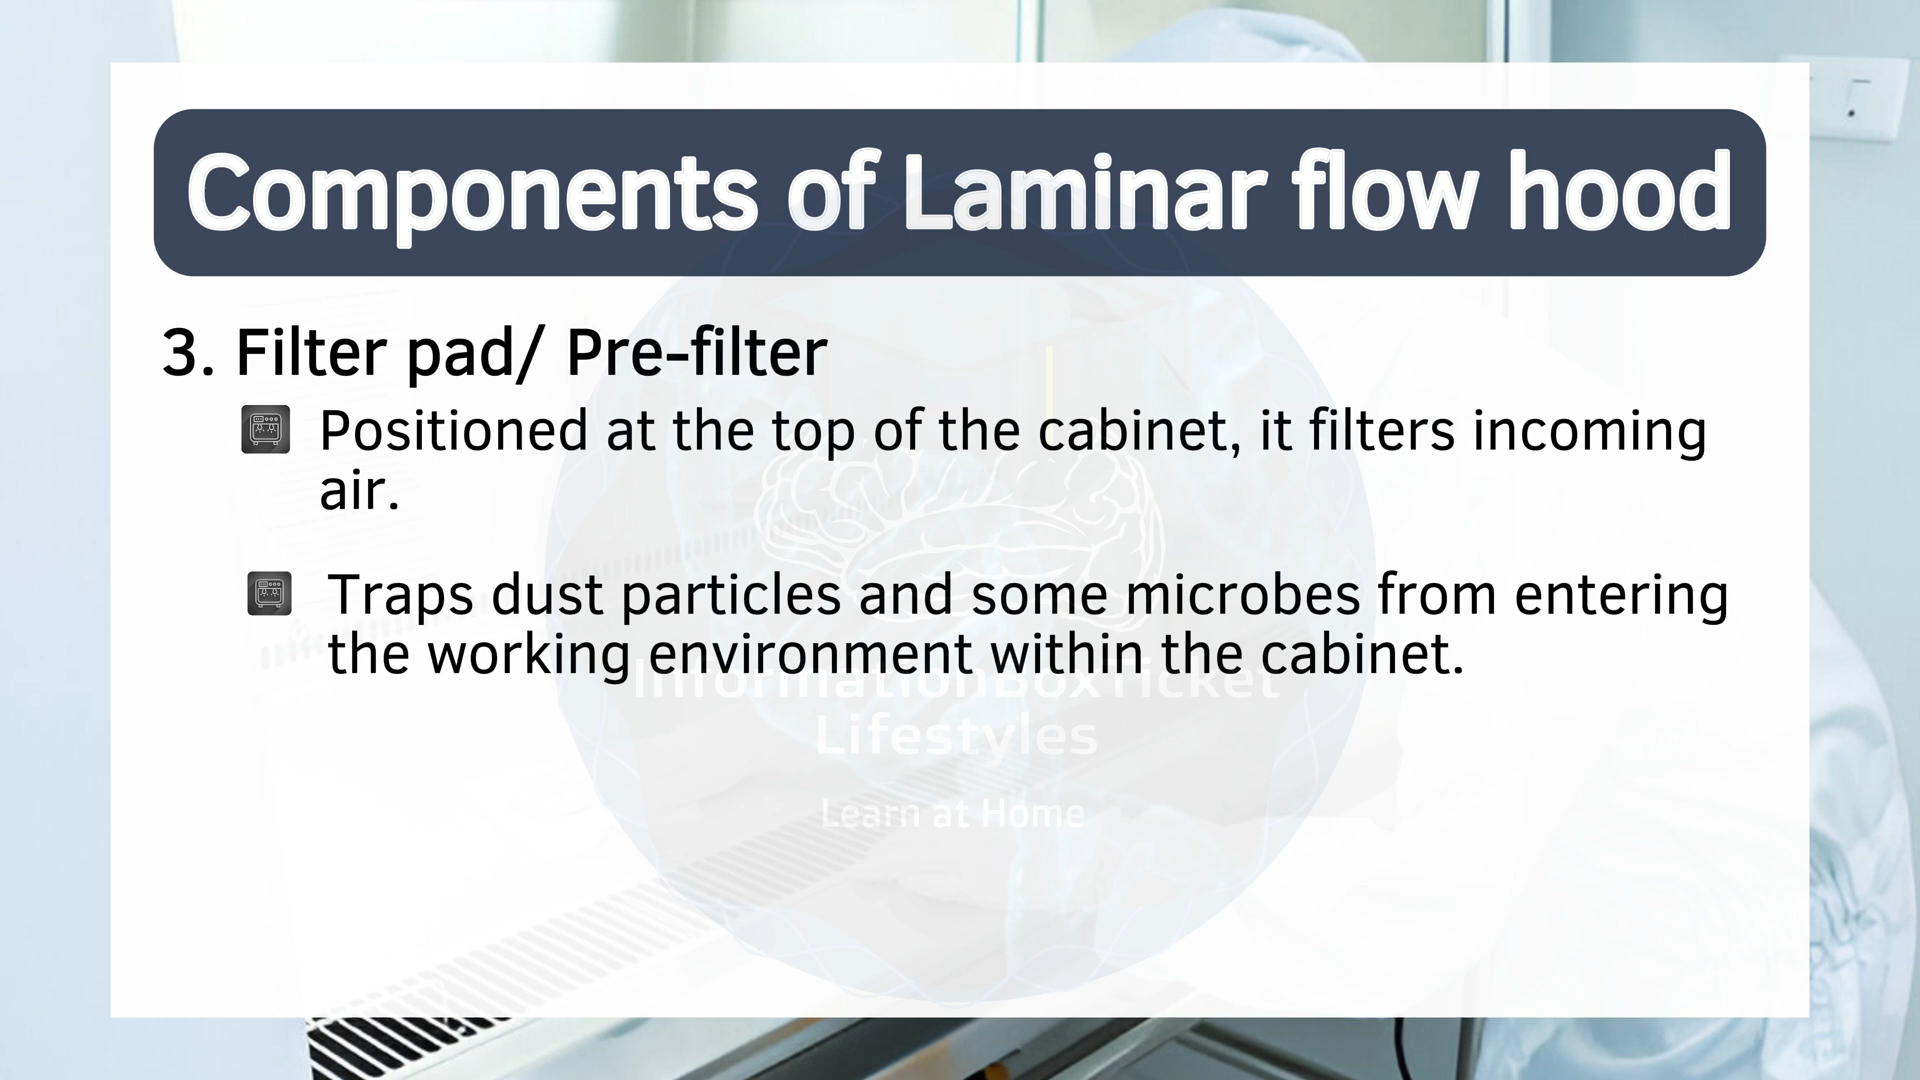 Components of Laminar flow hood
3. Filter pad/ Pre-filter
Positioned at the top of the cabinet, it filters incoming
air.
Traps dust particles and some microbes from entering
the working environment within the cabinet.
InformationBoxTicket
Lifestyles
Learn at Home